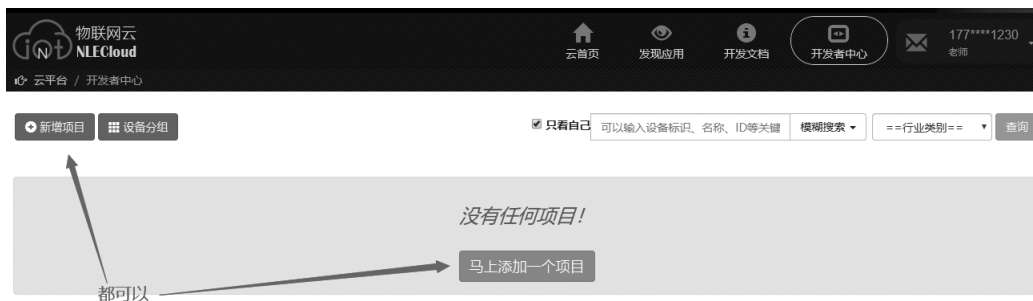 物联网云
NLECloud
云首页
发现应用
开发文档
开发者中心
177****1230
老师
云平台 / 开发者中心
新增项目
设备分组
只看自己
可以输入设备标识、名称、ID等关键
模糊搜索
==行业类别==
查询
没有任何项目!
马上添加一个项目
都可以